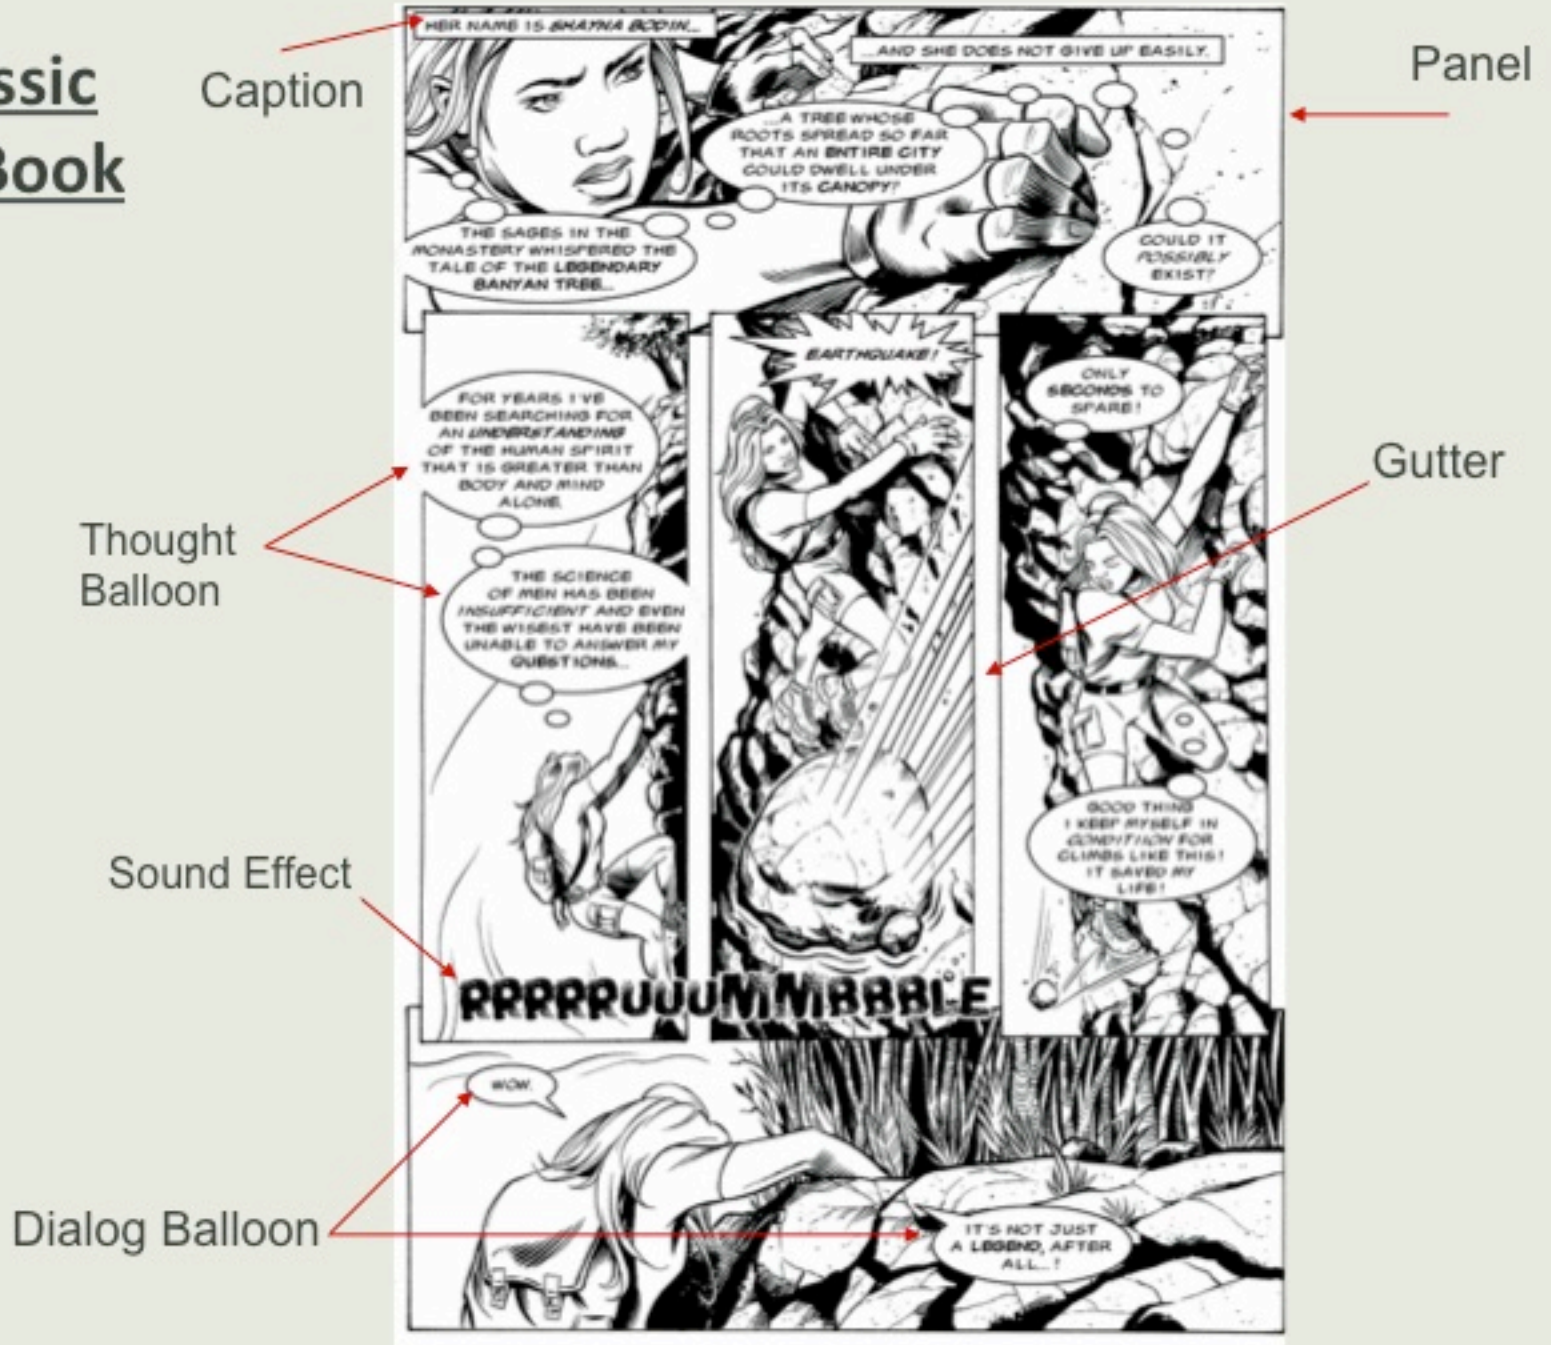 ssic
Book
Caption
Panel
Gutter
Thought
Balloon
Sound Effect
Dialog Balloon
HER NAME IS SHAYNA BODIN...
...AND SHE DOES NOT GIVE UP EASILY.
THE SAGES IN THE
MONASTERY WHISPERED THE
TALE OF THE LEGENDARY
BANYAN TREE...
...A TREE WHOSE
ROOTS SPREAD SO FAR
THAT AN ENTIRE CITY
COULD DWELL UNDER
ITS CANOPY?
COULD IT
POSSIBLY
EXIST?
FOR YEARS I'VE
BEEN SEARCHING FOR
AN UNDERSTANDING
OF THE HUMAN SPIRIT
THAT IS GREATER THAN
BODY AND MIND
ALONE.
THE SCIENCE
OF MEN HAS BEEN
INSUFFICIENT AND EVEN
THE WISEST HAVE BEEN
UNABLE TO ANSWER MY
QUESTIONS...
EARTHQUAKE!
ONLY
SECONDS TO
SPARE!
GOOD THING
I KEEP MYSELF IN
CONDITION FOR
CLIMBS LIKE THIS!
IT SAVED MY
LIFE!
RRRRRUUUMMBBBLE
WOW.
IT'S NOT JUST
A LEGEND, AFTER
ALL...!